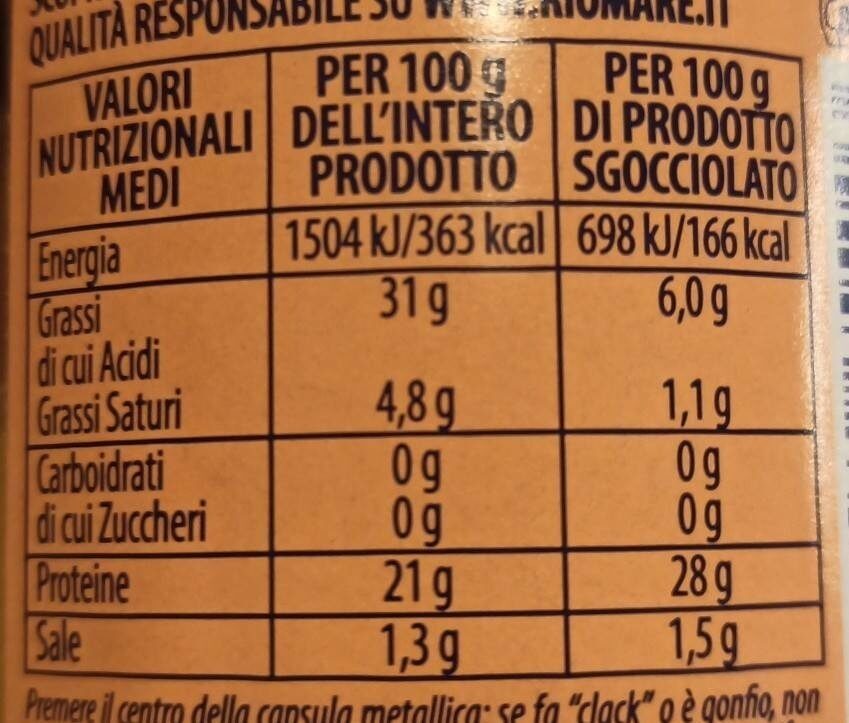 QUALITÀ RESPONSABILE SU
VALORI NUTRIZIONALI MEDI PER 100 g DELL'INTERO PRODOTTO PER 100 g DI PRODOTTO SGOCCIOLATO
Energia 1504 kJ/363 kcal 698 kJ/166 kcal
Grassi 31 g 6,0 g
di cui Acidi
Grassi Saturi 4,8 g 1,1 g
Carboidrati 0 g 0 g
di cui Zuccheri 0 g 0 g
Proteine 21 g 28 g
Sale 1,3 g 1,5 g
Premere il centro della capsula metallica: se fa "clack" o è gonfio, non